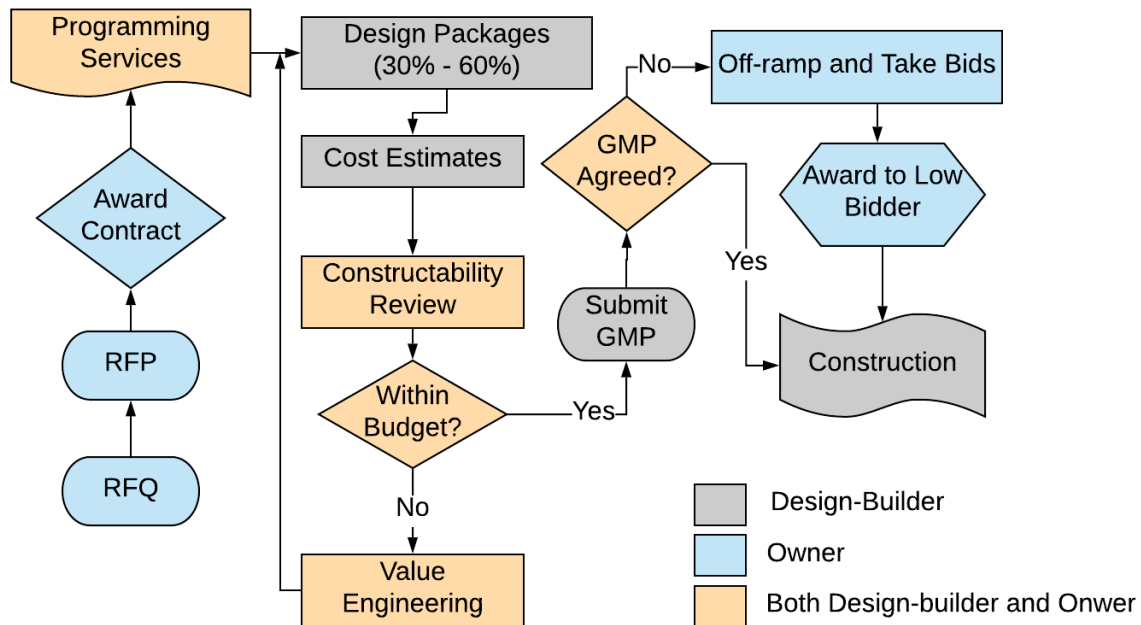 Programming
Services
Award
Contract
RFP
RFQ
Design Packages
(30% - 60%)
Cost Estimates
Constructability
Review
Within
Budget?
No
Value
Engineering
Yes
Submit
GMP
GMP
Agreed?
No
Off-ramp and Take Bids
Award to Low
Bidder
Yes
Construction
Design-Builder
Owner
Both Design-builder and Onwer